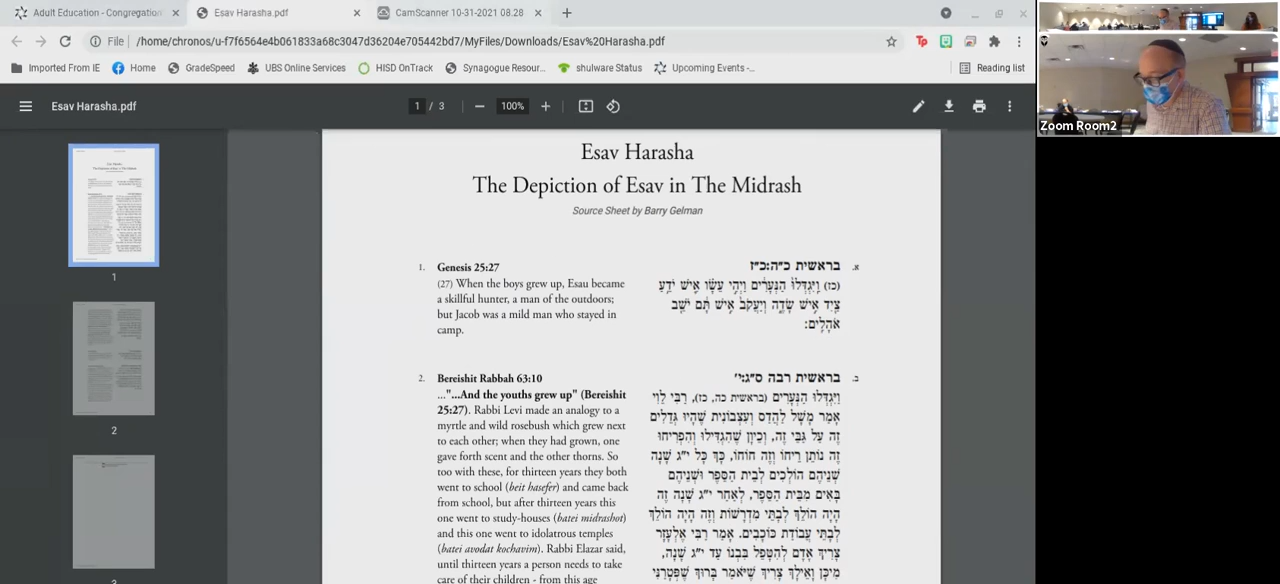 Adult Education - Congregation
Esav Harasha.pdf
CamScanner 10-31-2021 08.28
File
/home/chronos/u-f7f6564e4b061833a68c3047d36204e705442bd7/MyFiles/Downloads/Esav%20Harasha.pdf
Imported From IE
Home
GradeSpeed
UBS Online Services
HISD OnTrack
Synagogue Resour...
shulware Status
Upcoming Events -...
Reading list
Esav Harasha.pdf
1 / 3
100%
Zoom Room2
1
2
3
Esav Harasha
The Depiction of Esav in The Midrash
Source Sheet by Barry Gelman
1. Genesis 25:27
(27) When the boys grew up, Esau became
a skillful hunter, a man of the outdoors;
but Jacob was a mild man who stayed in
camp.
א. בראשית כ״ה:כ״ז
(כז) וַֽיִּגְדְּלוּ֙ הַנְּעָרִ֔ים וַיְהִ֣י עֵשָׂ֗ו אִ֛ישׁ יֹדֵ֥עַ
צַ֖יִד אִ֣ישׁ שָׂדֶ֑ה וְיַעֲקֹב֙ אִ֣ישׁ תָּ֔ם יֹשֵׁ֖ב
אֹהָלִֽים׃
2. Bereishit Rabbah 63:10
..."...And the youths grew up" (Bereishit
25:27). Rabbi Levi made an analogy to a
myrtle and wild rosebush which grew next
to each other; when they had grown, one
gave forth scent and the other thorns. So
too with these, for thirteen years they both
went to school (beit hasefer) and came back
from school, but after thirteen years this
one went to study-houses (batei midrashot)
and this one went to idolatrous temples
(batei avodat kochavim). Rabbi Elazar said,
until thirteen years a person needs to take
care of their children - from this age
ב. בראשית רבה ס״ג:י׳
וַיִּגְדְּלוּ הַנְּעָרִים (בראשית כה, כז), רַבִּי לֵוִי
אָמַר מָשָׁל לַהֲדַס וְעִצְבוֹנִית שֶׁהָיוּ גְּדֵלִים
זֶה עַל גַּבֵּי זֶה, וְכֵיוָן שֶׁהִגְדִּילוּ וְהִפְרִיחוּ
זֶה נוֹתֵן רֵיחוֹ וְזֶה חוֹחוֹ, כָּךְ כָּל י״ג שָׁנָה
שְׁנֵיהֶם הוֹלְכִים לְבֵית הַסֵּפֶר וּשְׁנֵיהֶם
בָּאִים מִבֵּית הַסֵּפֶר, לְאַחַר י״ג שָׁנָה זֶה
הָיָה הוֹלֵךְ לְבָתֵּי מִדְרָשׁוֹת וְזֶה הָיָה הוֹלֵךְ
לְבָתֵּי עֲבוֹדַת כּוֹכָבִים. אָמַר רַבִּי אֶלְעָזָר
צָרִיךְ אָדָם לְהִטָּפֵל בִּבְנוֹ עַד י״ג שָׁנָה,
מִיכָּן וָאֵילָךְ צָרִיךְ שֶׁיֹּאמַר בָּרוּךְ שֶׁפְּטָרַנִי